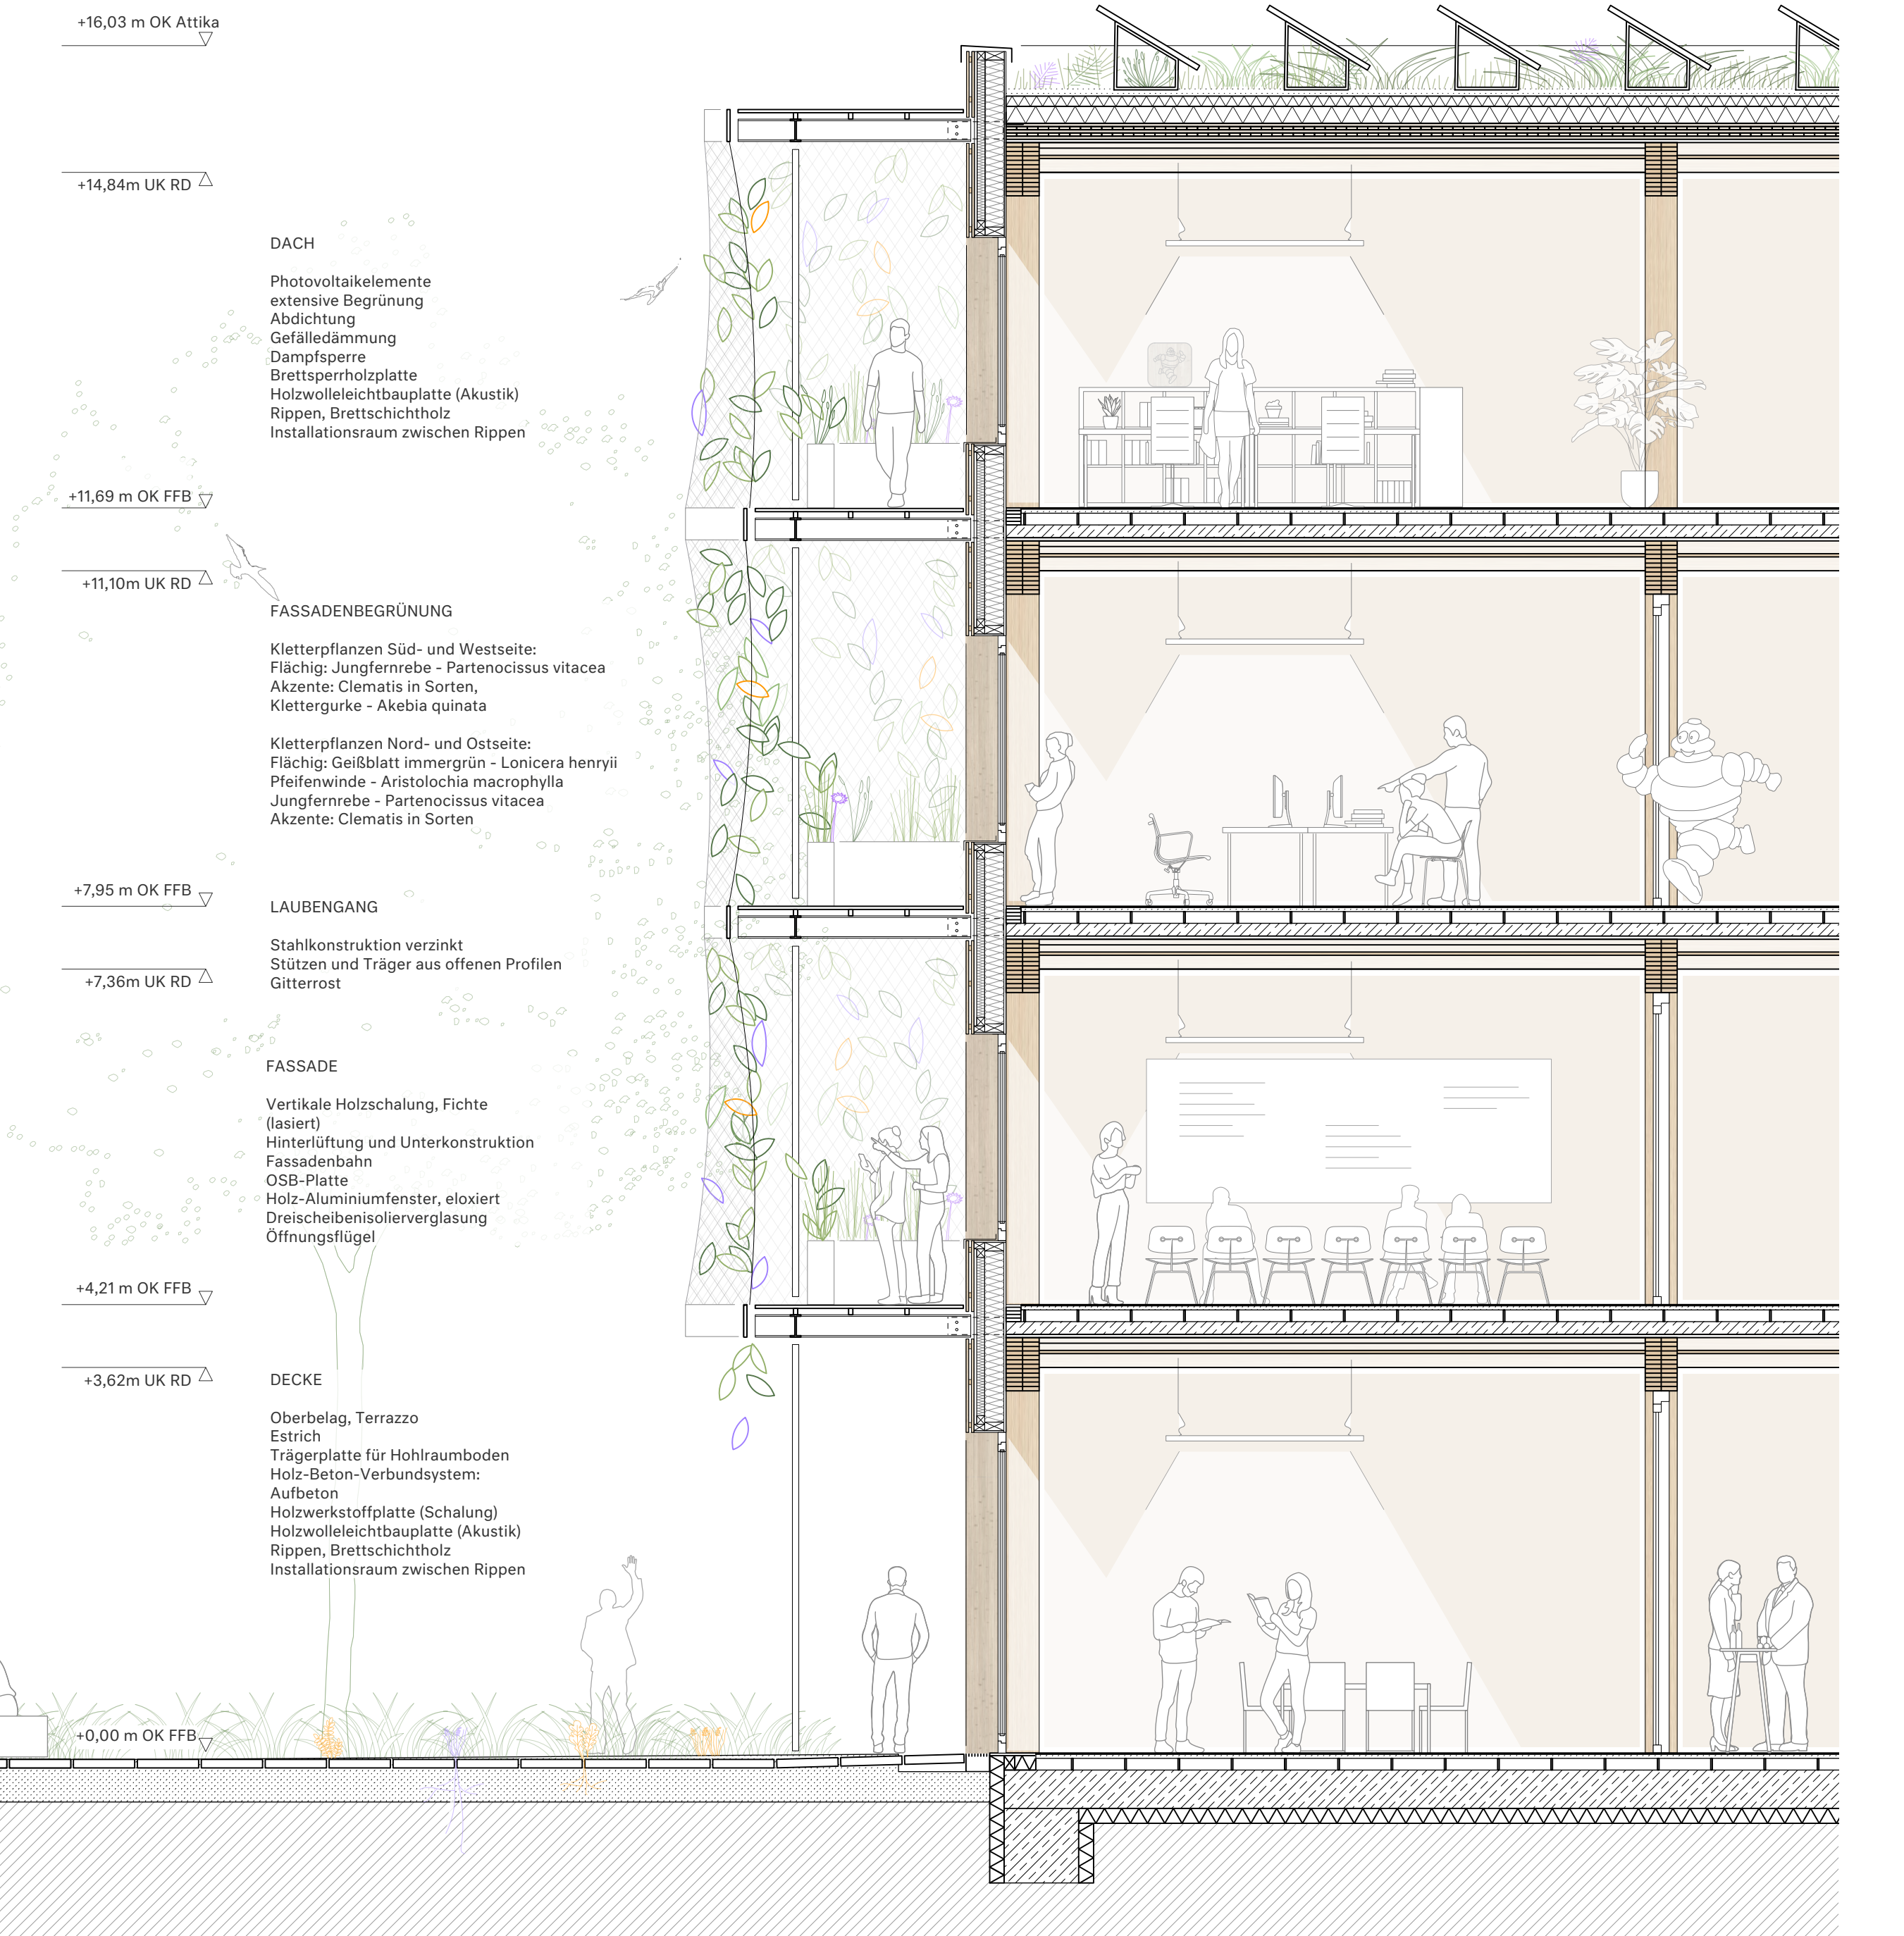 +16,03 m OK Attika
+14,84m UK RD
DACH
Photovoltaikelemente
extensive Begrünung
Abdichtung
Gefälledämmung
Dampfsperre
Brettsperrholzplatte
Holzwolleleichtbauplatte (Akustik)
Rippen, Brettschichtholz
Installationsraum zwischen Rippen
+11,69 m OK FFB
+11,10m UK RD
FASSADENBEGRÜNUNG
Kletterpflanzen Süd- und Westseite:
Flächig: Jungfernrebe - Partenocissus vitacea
Akzente: Clematis in Sorten,
Klettergurke - Akebia quinata
Kletterpflanzen Nord- und Ostseite:
Flächig: Geißblatt immergrün - Lonicera henryii
Pfeifenwinde - Aristolochia macrophylla
Jungfernrebe - Partenocissus vitacea
Akzente: Clematis in Sorten
+7,95 m OK FFB
LAUBENGANG
Stahlkonstruktion verzinkt
Stützen und Träger aus offenen Profilen
Gitterrost
+7,36m UK RD
FASSADE
Vertikale Holzschalung, Fichte
(lasiert)
Hinterlüftung und Unterkonstruktion
Fassadenbahn
OSB-Platte
Holz-Aluminiumfenster, eloxiert
Dreischeibenisolierverglasung
Öffnungsflügel
+4,21 m OK FFB
+3,62m UK RD
DECKE
Oberbelag, Terrazzo
Estrich
Trägerplatte für Hohlraumboden
Holz-Beton-Verbundsystem:
Aufbeton
Holzwerkstoffplatte (Schalung)
Holzwolleleichtbauplatte (Akustik)
Rippen, Brettschichtholz
Installationsraum zwischen Rippen
+0,00 m OK FFB